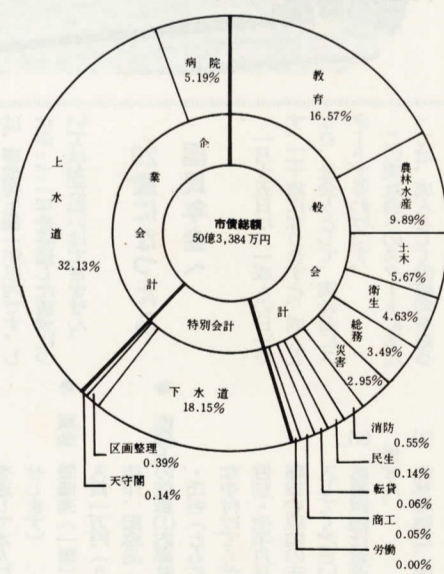 市債総額
50億3,384万円
一般会計
教育
16.57%
農林水産
9.89%
土木
5.67%
衛生
4.63%
総務
3.49%
災害
2.95%
消防
0.55%
民生
0.14%
転貸
0.06%
商工
0.05%
労働
0.00%
特別会計
下水道
18.15%
区画整理
0.39%
天守閣
0.14%
企業会計
上水道
32.13%
病院
5.19%